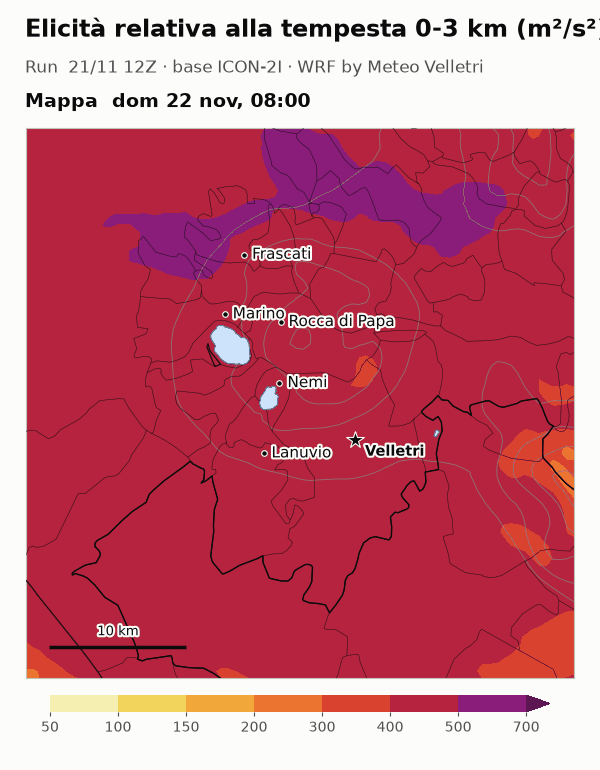 Elicità relativa alla tempesta 0-3 km (m²/s²)
Run  21/11 12Z · base ICON-2I · WRF by Meteo Velletri
Mappa  dom 22 nov, 08:00
Frascati
Marino
Rocca di Papa
Nemi
Velletri
Lanuvio
10 km
50 100 150 200 300 400 500 700